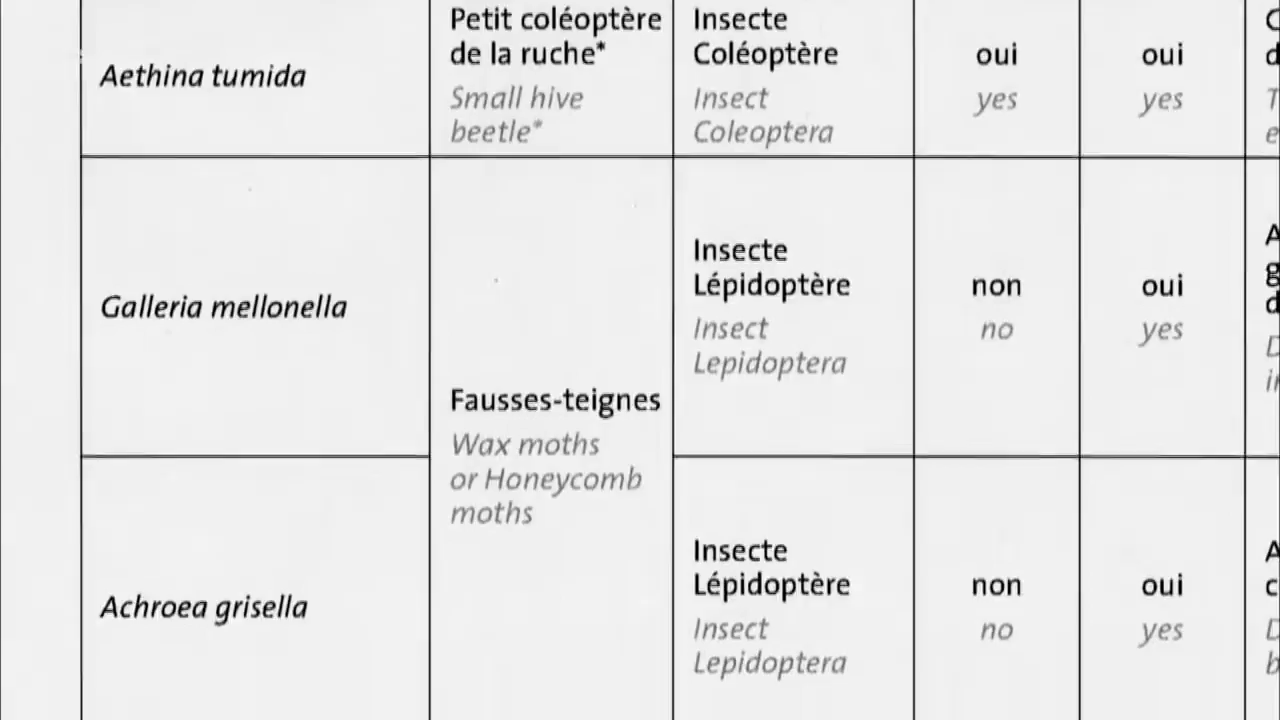 Aethina tumida
Petit coléoptère
de la ruche*
Small hive
beetle*
Insecte
Coléoptère
Insect
Coleoptera
oui
yes
oui
yes
Galleria mellonella
Fausses-teignes
Wax moths
or Honeycomb
moths
Insecte
Lépidoptère
Insect
Lepidoptera
non
no
oui
yes
Achroea grisella
Insecte
Lépidoptère
Insect
Lepidoptera
non
no
oui
yes